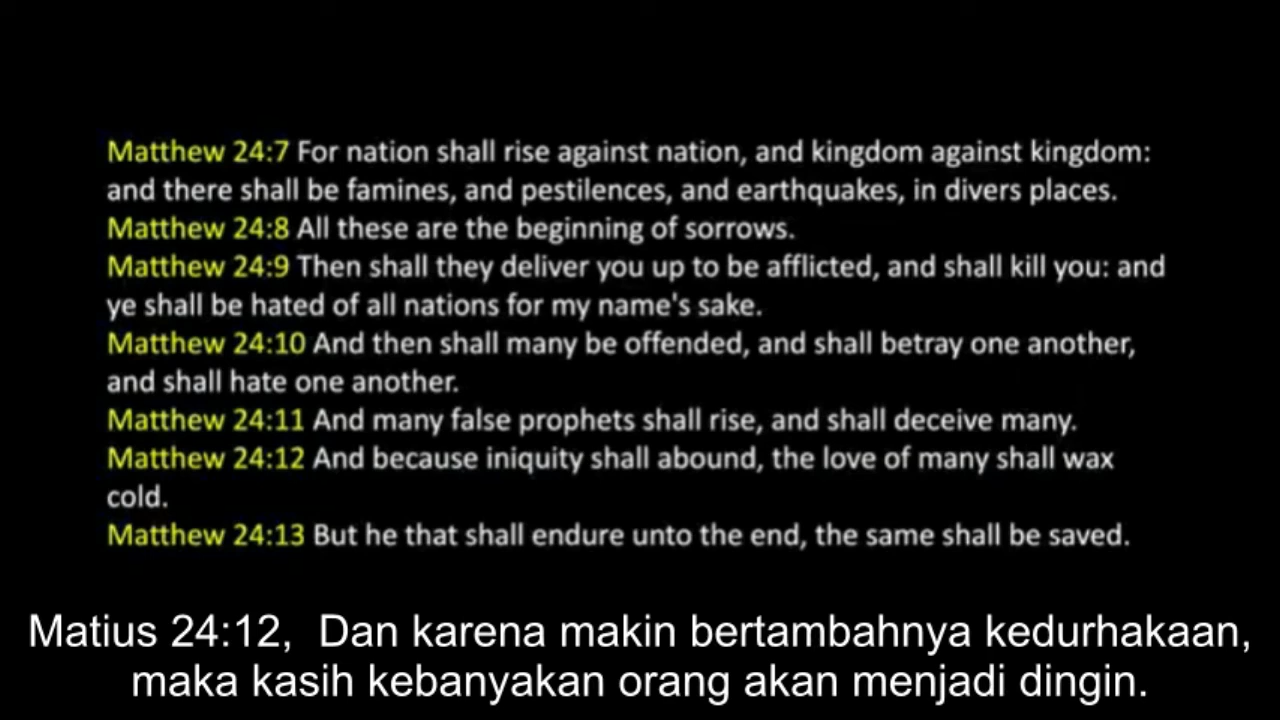 Matthew 24:7 For nation shall rise against nation, and kingdom against kingdom:
and there shall be famines, and pestilences, and earthquakes, in divers places.
Matthew 24:8 All these are the beginning of sorrows.
Matthew 24:9 Then shall they deliver you up to be afflicted, and shall kill you: and
ye shall be hated of all nations for my name's sake.
Matthew 24:10 And then shall many be offended, and shall betray one another,
and shall hate one another.
Matthew 24:11 And many false prophets shall rise, and shall deceive many.
Matthew 24:12 And because iniquity shall abound, the love of many shall wax
cold.
Matthew 24:13 But he that shall endure unto the end, the same shall be saved.
Matius 24:12,  Dan karena makin bertambahnya kedurhakaan,
maka kasih kebanyakan orang akan menjadi dingin.